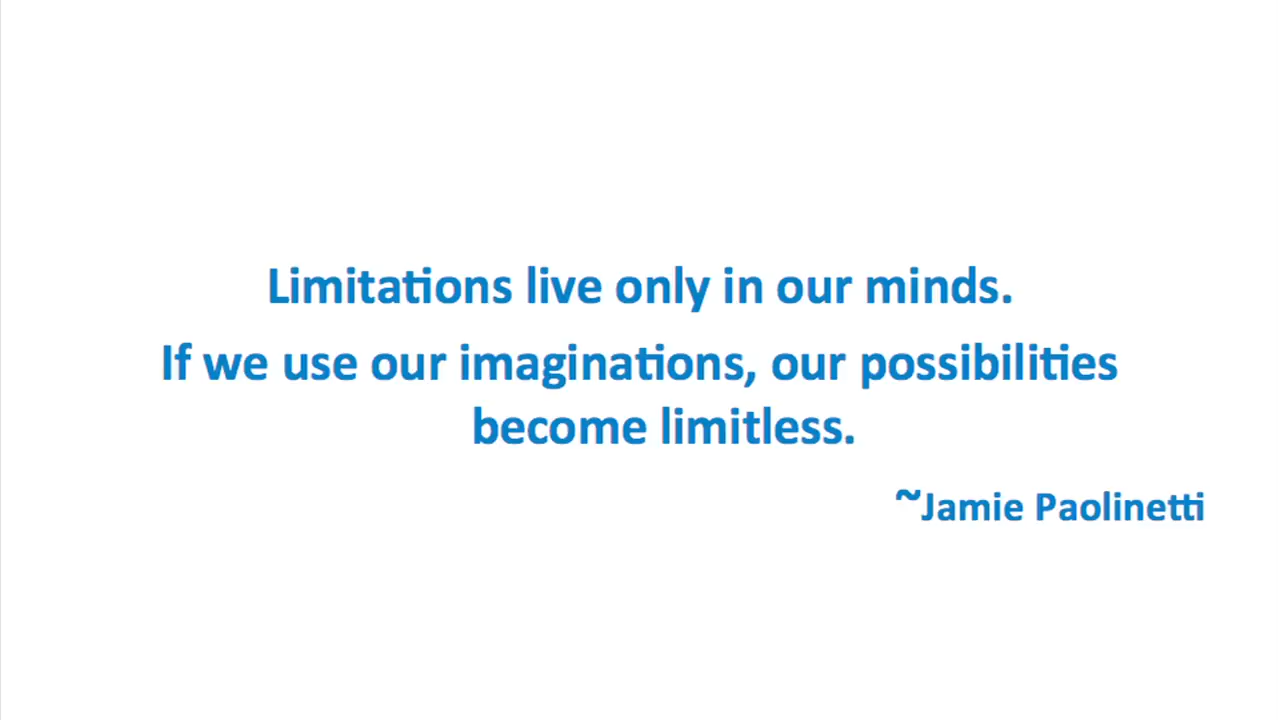 Limitations live only in our minds.
If we use our imaginations, our possibilities
become limitless.
~Jamie Paolinetti